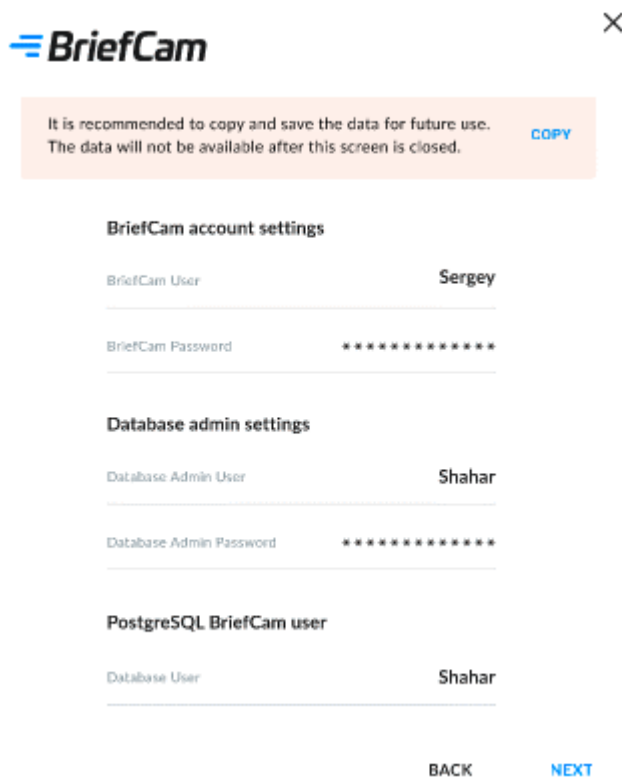 BriefCam
It is recommended to copy and save the data for future use.
The data will not be available after this screen is closed.
COPY
BriefCam account settings
BriefCam User Sergey
BriefCam Password *************
Database admin settings
Database Admin User Shahar
Database Admin Password *************
PostgreSQL BriefCam user
Database User Shahar
BACK NEXT